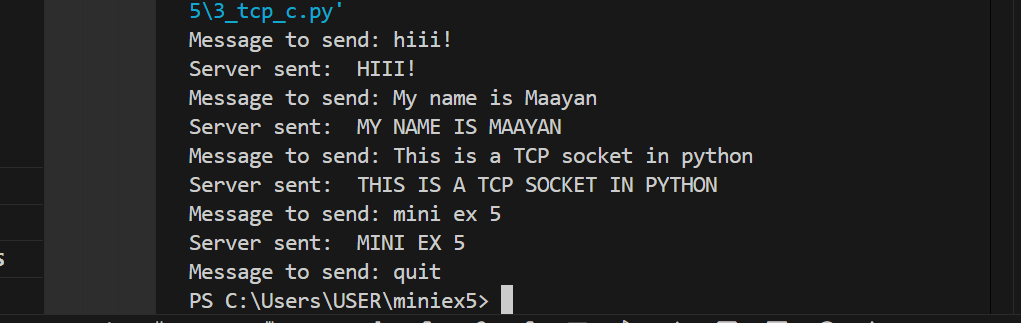 5\3_tcp_c.py'
Message to send: hiii!
Server sent:  HIII!
Message to send: My name is Maayan
Server sent:  MY NAME IS MAAYAN
Message to send: This is a TCP socket in python
Server sent:  THIS IS A TCP SOCKET IN PYTHON
Message to send: mini ex 5
Server sent:  MINI EX 5
Message to send: quit
PS C:\Users\USER\miniex5>